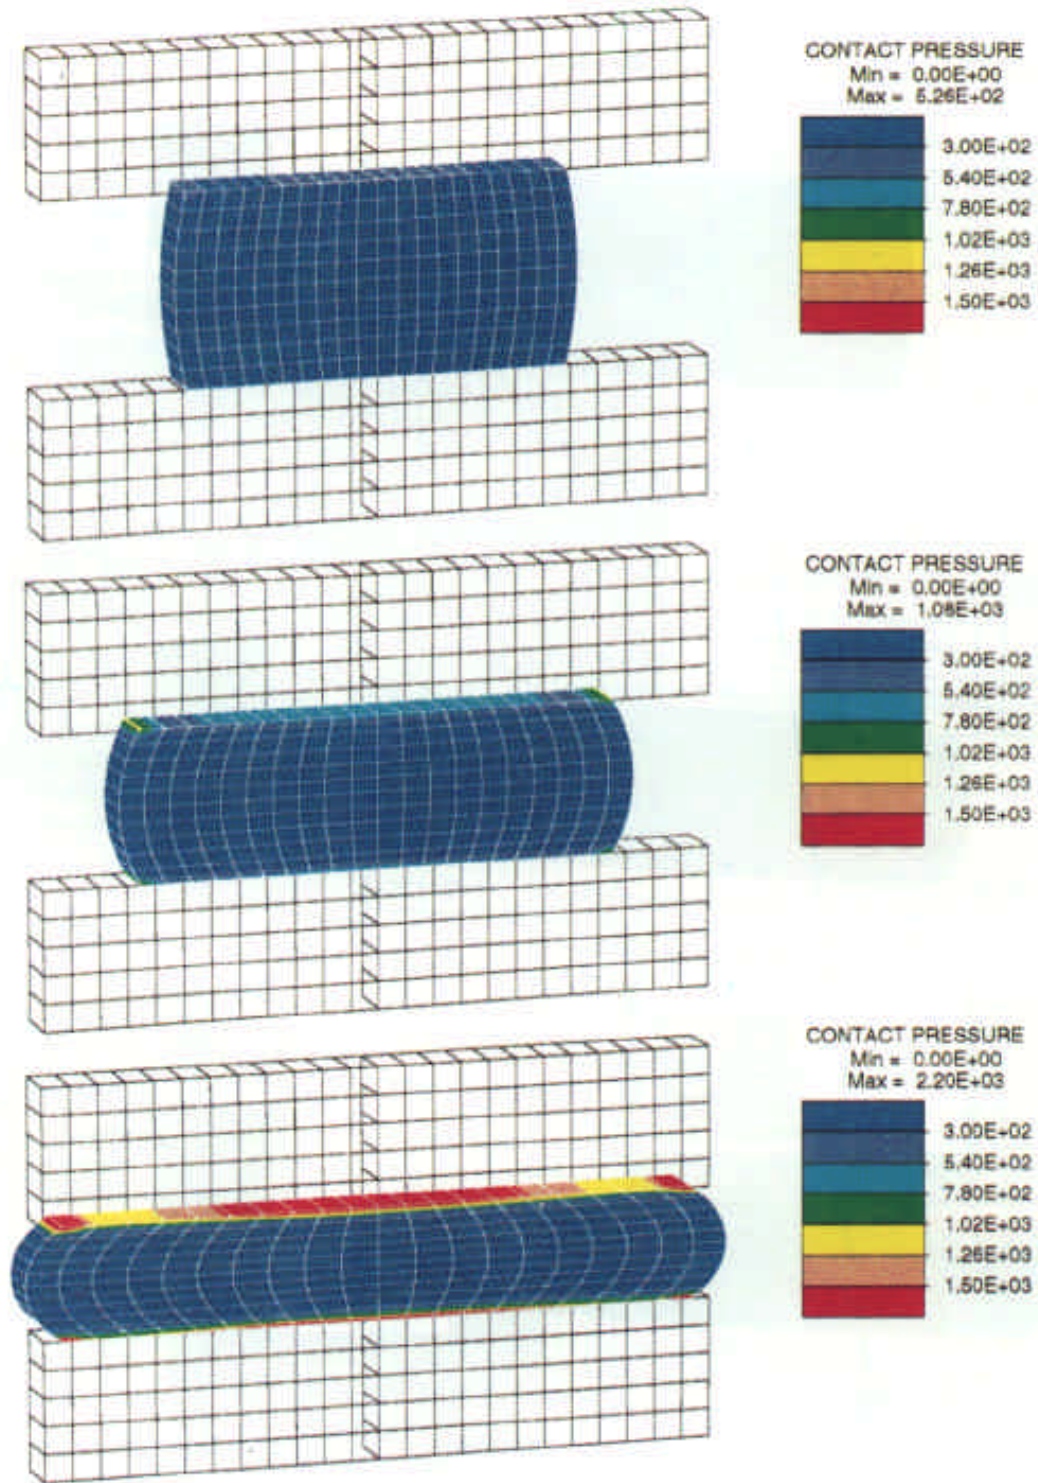 CONTACT PRESSURE
Min = 0.00E+00
Max = 5.26E+02
3.00E+02
5.40E+02
7.80E+02
1.02E+03
1.26E+03
1.50E+03
CONTACT PRESSURE
Min = 0.00E+00
Max = 1.06E+03
3.00E+02
5.40E+02
7.80E+02
1.02E+03
1.26E+03
1.50E+03
CONTACT PRESSURE
Min = 0.00E+00
Max = 2.20E+03
3.00E+02
5.40E+02
7.80E+02
1.02E+03
1.26E+03
1.50E+03